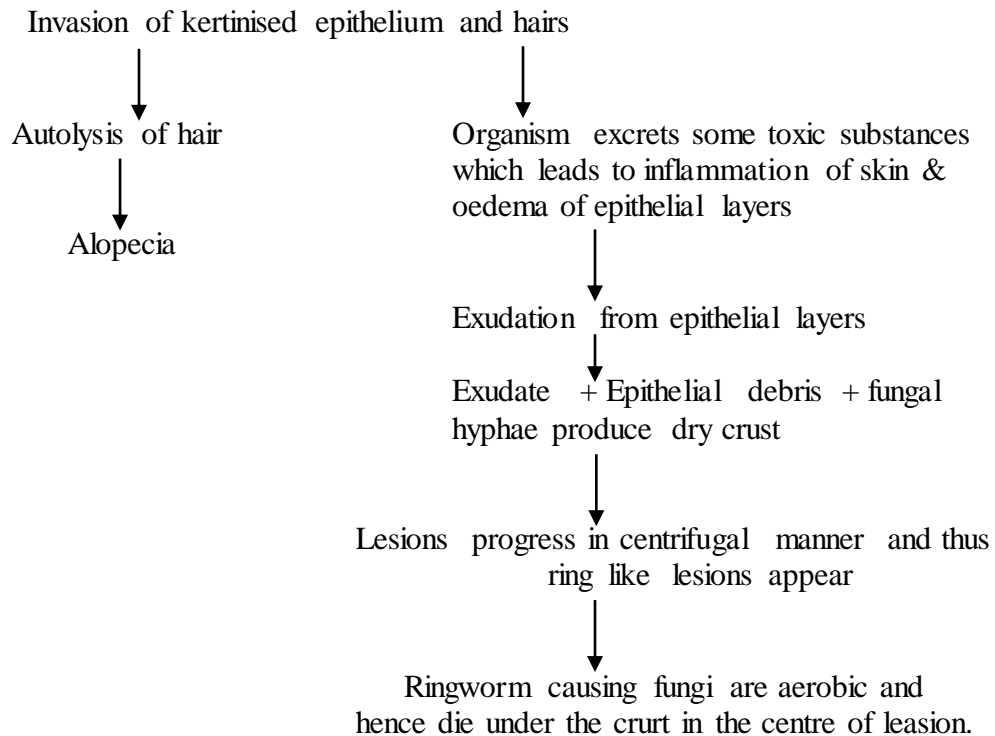 Invasion of kertinised epithelium and hairs
Autolysis of hair
Alopecia
Organism excrets some toxic substances
which leads to inflammation of skin &
oedema of epithelial layers
Exudation from epithelial layers
Exudate + Epithelial debris + fungal
hyphae produce dry crust
Lesions progress in centrifugal manner and thus
ring like lesions appear
Ringworm causing fungi are aerobic and
hence die under the crurt in the centre of leasion.